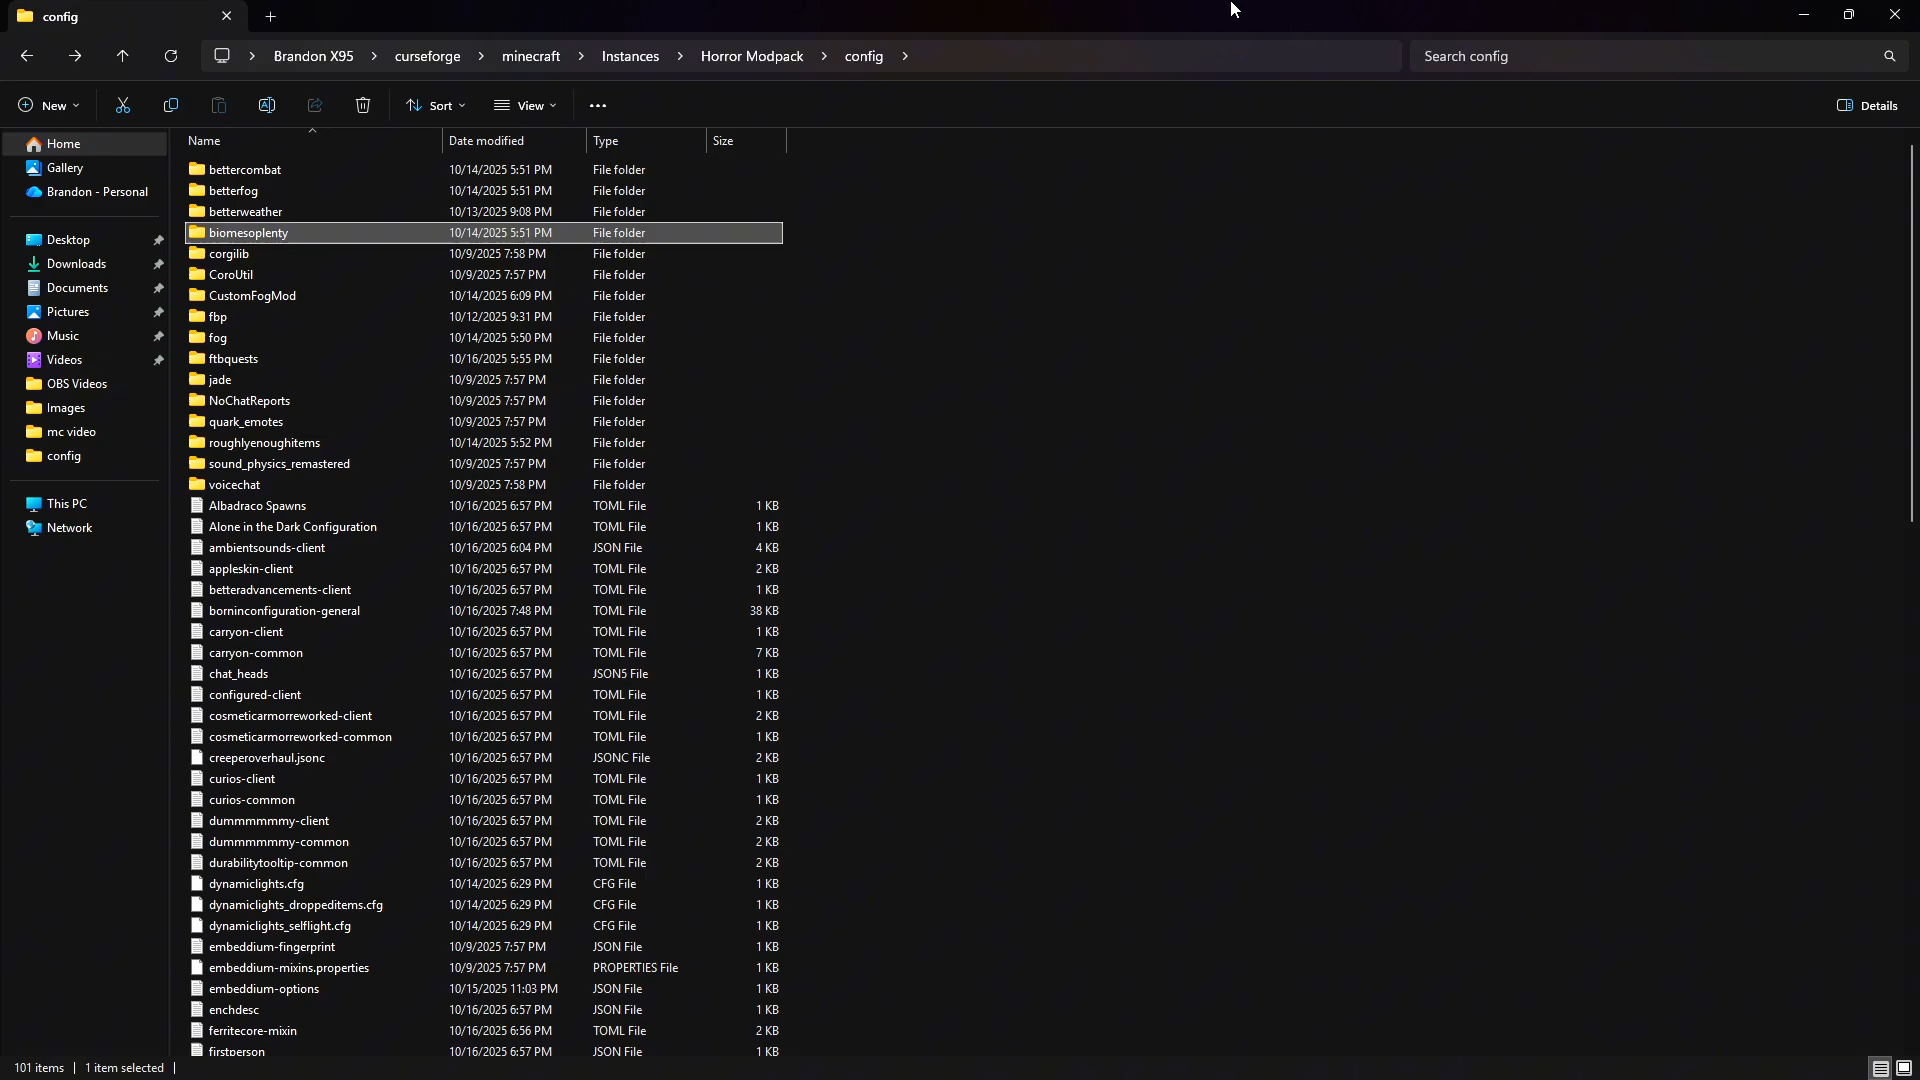 config
Brandon X95 > curseforge > minecraft > Instances > Horror Modpack > config >
Search config
New
Sort
View
Details
Home
Gallery
Brandon - Personal
Desktop
Downloads
Documents
Pictures
Music
Videos
OBS Videos
Images
mc video
config
This PC
Network
Name Date modified Type Size
bettercombat 10/14/2025 5:51 PM File folder
betterfog 10/14/2025 5:51 PM File folder
betterweather 10/13/2025 9:08 PM File folder
biomesoplenty 10/14/2025 5:51 PM File folder
corgilib 10/9/2025 7:58 PM File folder
CoroUtil 10/9/2025 7:57 PM File folder
CustomFogMod 10/14/2025 6:09 PM File folder
fbp 10/12/2025 9:31 PM File folder
fog 10/14/2025 5:50 PM File folder
ftbquests 10/16/2025 5:55 PM File folder
jade 10/9/2025 7:57 PM File folder
NoChatReports 10/9/2025 7:57 PM File folder
quark_emotes 10/9/2025 7:57 PM File folder
roughlyenoughitems 10/14/2025 5:52 PM File folder
sound_physics_remastered 10/9/2025 7:57 PM File folder
voicechat 10/9/2025 7:58 PM File folder
Albadraco Spawns 10/16/2025 6:57 PM TOML File 1 KB
Alone in the Dark Configuration 10/16/2025 6:57 PM TOML File 1 KB
ambientsounds-client 10/16/2025 6:04 PM JSON File 4 KB
appleskin-client 10/16/2025 6:57 PM TOML File 2 KB
betteradvancements-client 10/16/2025 6:57 PM TOML File 1 KB
borninconfiguration-general 10/16/2025 7:48 PM TOML File 38 KB
carryon-client 10/16/2025 6:57 PM TOML File 1 KB
carryon-common 10/16/2025 6:57 PM TOML File 7 KB
chat_heads 10/16/2025 6:57 PM JSON5 File 1 KB
configured-client 10/16/2025 6:57 PM TOML File 1 KB
cosmeticarmorreworked-client 10/16/2025 6:57 PM TOML File 2 KB
cosmeticarmorreworked-common 10/16/2025 6:57 PM TOML File 1 KB
creeperoverhaul.jsonc 10/16/2025 6:57 PM JSONC File 2 KB
curios-client 10/16/2025 6:57 PM TOML File 1 KB
curios-common 10/16/2025 6:57 PM TOML File 1 KB
dummmmmmy-client 10/16/2025 6:57 PM TOML File 2 KB
dummmmmmy-common 10/16/2025 6:57 PM TOML File 2 KB
durabilitytooltip-common 10/16/2025 6:57 PM TOML File 2 KB
dynamiclights.cfg 10/14/2025 6:29 PM CFG File 1 KB
dynamiclights_droppeditems.cfg 10/14/2025 6:29 PM CFG File 1 KB
dynamiclights_selflight.cfg 10/14/2025 6:29 PM CFG File 1 KB
embeddium-fingerprint 10/9/2025 7:57 PM JSON File 1 KB
embeddium-mixins.properties 10/9/2025 7:57 PM PROPERTIES File 1 KB
embeddium-options 10/15/2025 11:03 PM JSON File 1 KB
enchdesc 10/16/2025 6:57 PM JSON File 1 KB
ferritecore-mixin 10/16/2025 6:56 PM TOML File 2 KB
firstperson 10/16/2025 6:57 PM JSON File 1 KB
101 items | 1 item selected |